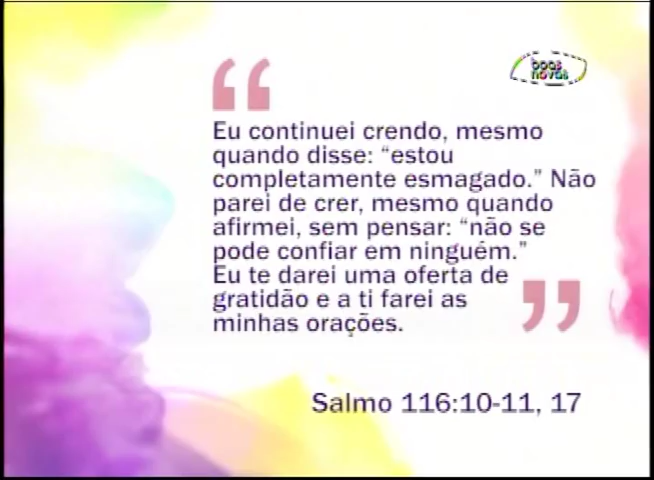 boas
novas
“
Eu continuei crendo, mesmo
quando disse: “estou
completamente esmagado.” Não
parei de crer, mesmo quando
afirmei, sem pensar: “não se
pode confiar em ninguém.”
Eu te darei uma oferta de
gratidão e a ti farei as
minhas orações.
”
Salmo 116:10-11, 17